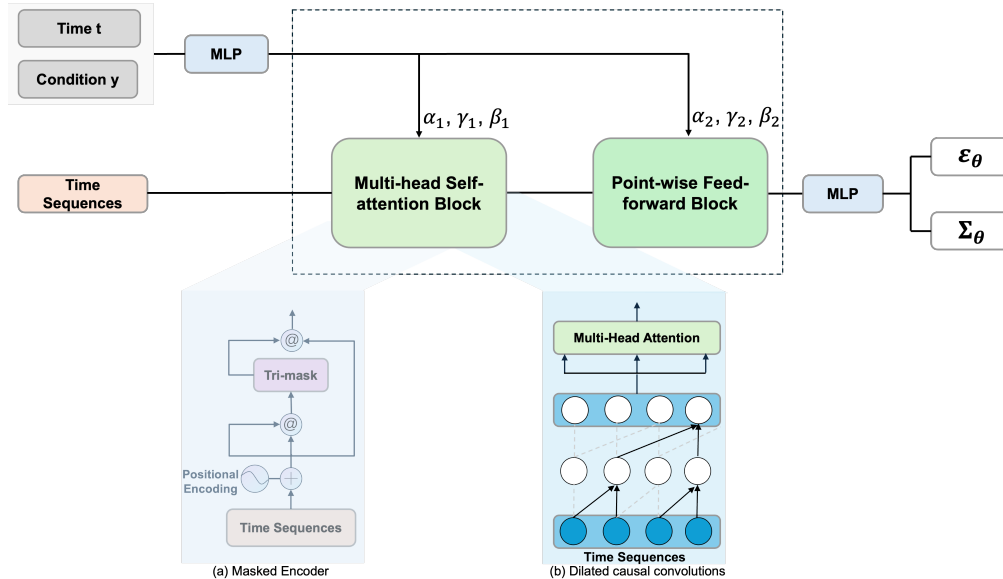 Time t
MLP
Condition y
α1, γ1, β1
α2, γ2, β2
Time
Sequences
Multi-head Self-
attention Block
Point-wise Feed-
forward Block
MLP
εθ
Σθ
@
Tri-mask
@
Positional
Encoding
+
Time Sequences
(a) Masked Encoder
Multi-Head Attention
Time Sequences
(b) Dilated causal convolutions